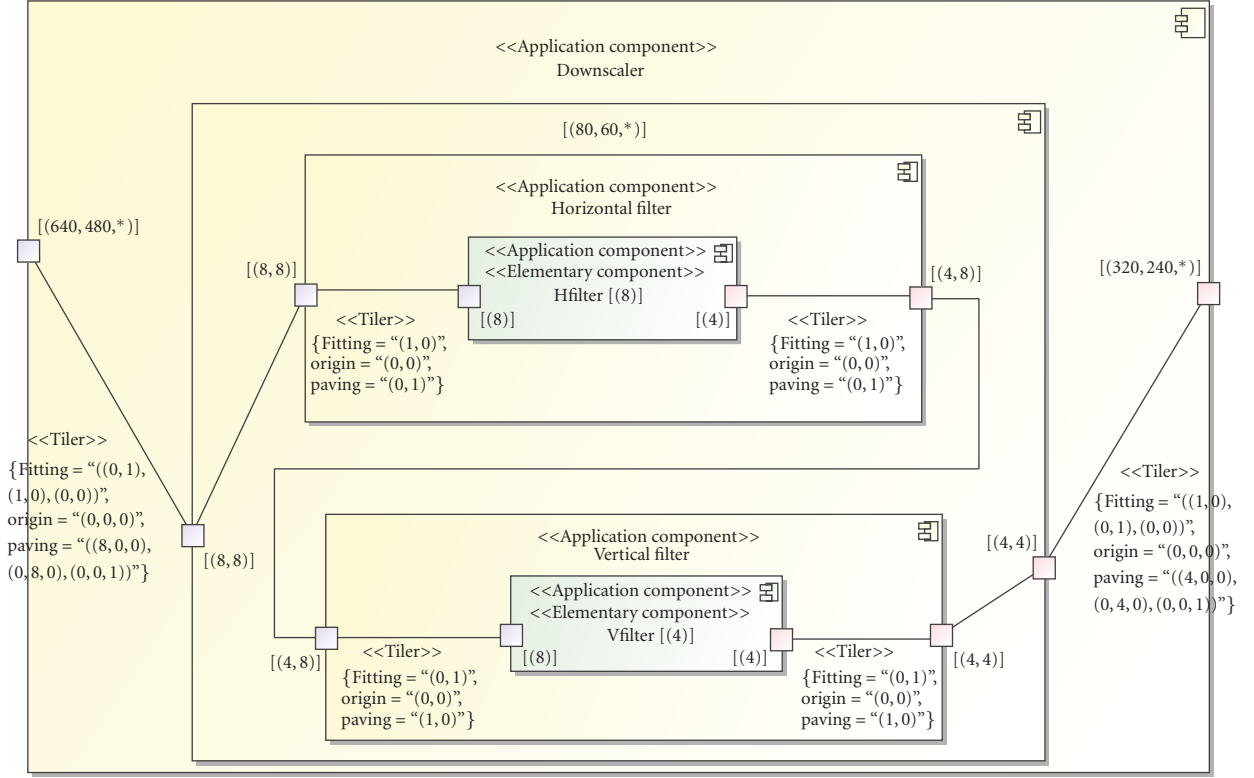 <<Application component>>
Downscaler
[(80, 60,*)]
<<Application component>>
Horizontal filter
[(640, 480,*)]
<<Application component>>
<<Elementary component>>
Hfilter [(8)]
[(8)]
[(4)]
[(8, 8)]
[(4, 8)]
[(320, 240,*)]
<<Tiler>>
{Fitting = “(1, 0)”,
origin = “(0, 0)”,
paving = “(0, 1)”}
<<Tiler>>
{Fitting = “(1, 0)”,
origin = “(0, 0)”,
paving = “(0, 1)”}
<<Tiler>>
{Fitting = “((0, 1),
(1, 0), (0, 0))”,
origin = “(0, 0, 0)”,
paving = “((8, 0, 0),
(0, 8, 0), (0, 0, 1))”}
[(8, 8)]
<<Application component>>
Vertical filter
<<Application component>>
<<Elementary component>>
Vfilter [(4)]
[(8)]
[(4)]
[(4, 8)]
[(4, 4)]
[(4, 4)]
<<Tiler>>
{Fitting = “(0, 1)”,
origin = “(0, 0)”,
paving = “(1, 0)”}
<<Tiler>>
{Fitting = “(0, 1)”,
origin = “(0, 0)”,
paving = “(1, 0)”}
<<Tiler>>
{Fitting = “((1, 0),
(0, 1), (0, 0))”,
origin = “(0, 0, 0)”,
paving = “((4, 0, 0),
(0, 4, 0), (0, 0, 1))”}